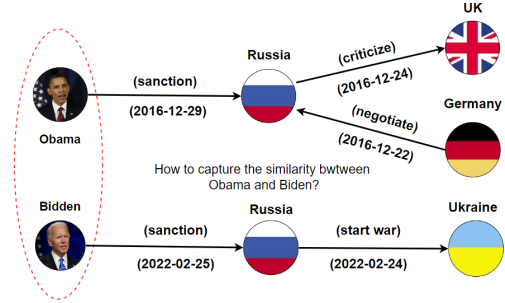 UK
Russia
(criticize)
(sanction)
(2016-12-24)
Germany
(2016-12-29)
(negotiate)
Obama
(2016-12-22)
How to capture the similarity bwtween
Obama and Biden?
Bidden
Russia
Ukraine
(sanction)
(start war)
(2022-02-25)
(2022-02-24)